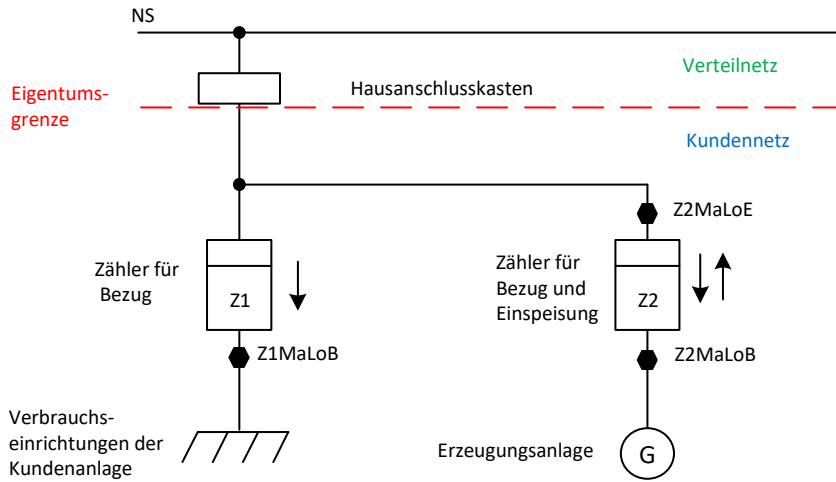 NS
Verteilnetz
Eigentums-
grenze
Hausanschlusskasten
Kundennetz
Z2MaLoE
Zähler für
Bezug
Z1
Zähler für
Bezug und
Einspeisung
Z2
Z1MaLoB
Z2MaLoB
Verbrauchs-
einrichtungen der
Kundenanlage
Erzeugungsanlage
G